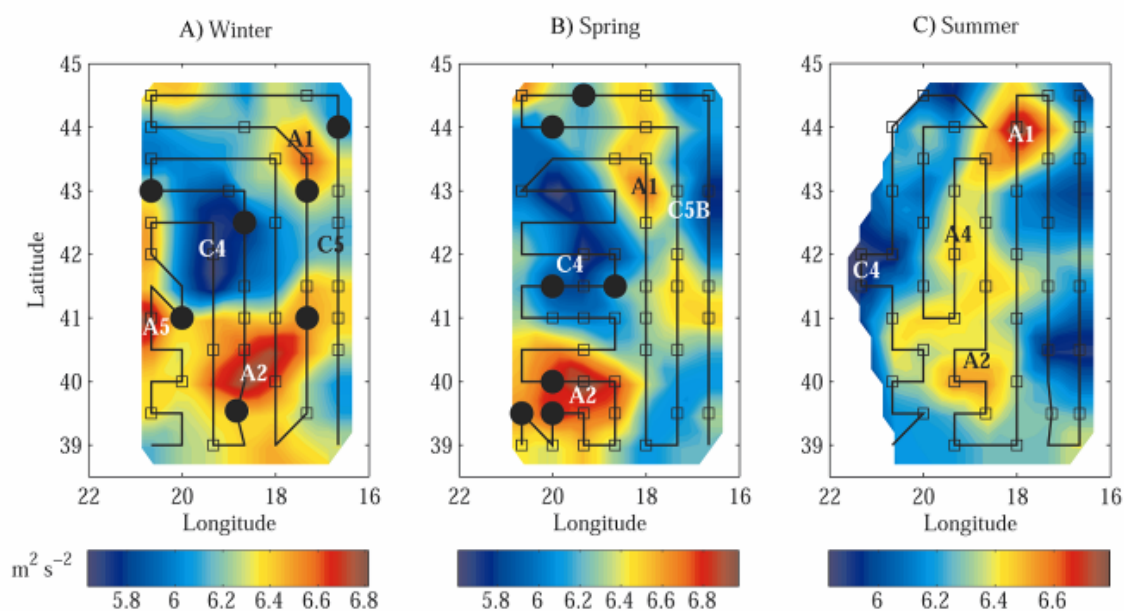 A) Winter
B) Spring
C) Summer
45
44
43
42
41
40
39
22
20
18
16
Latitude
Longitude
A1
C4
C5
A5
A2
45
44
43
42
41
40
39
22
20
18
16
Longitude
A1
C5B
C4
A2
45
44
43
42
41
40
39
22
20
18
16
Longitude
A1
A4
C4
A2
m² s⁻²
5.8 6 6.2 6.4 6.6 6.8
5.8 6 6.2 6.4 6.6
6 6.2 6.4 6.6